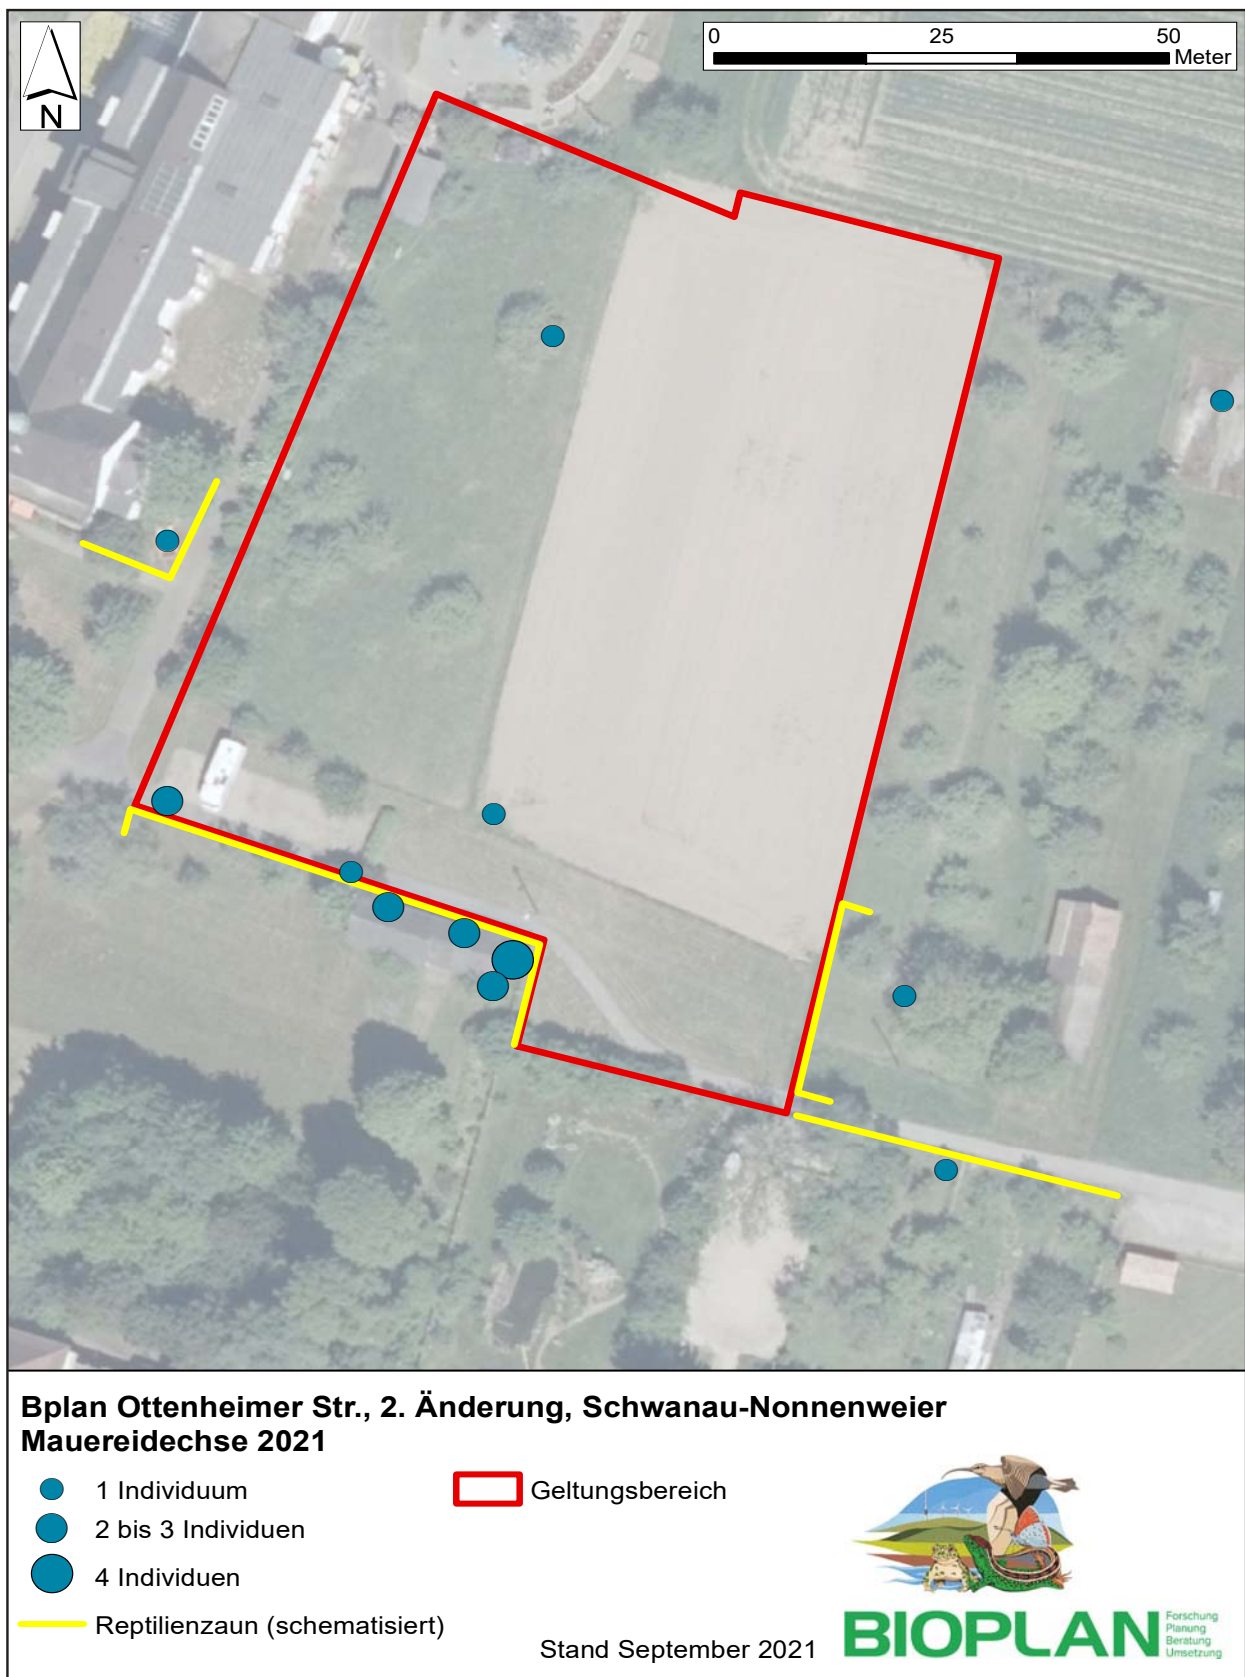 0 25 50
Meter
N
Bplan Ottenheimer Str., 2. Änderung, Schwanau-Nonnenweier
Mauereidechse 2021
1 Individuum
2 bis 3 Individuen
4 Individuen
Reptilienzaun (schematisiert)
Geltungsbereich
Stand September 2021
BIOPLAN
Forschung
Planung
Beratung
Umsetzung